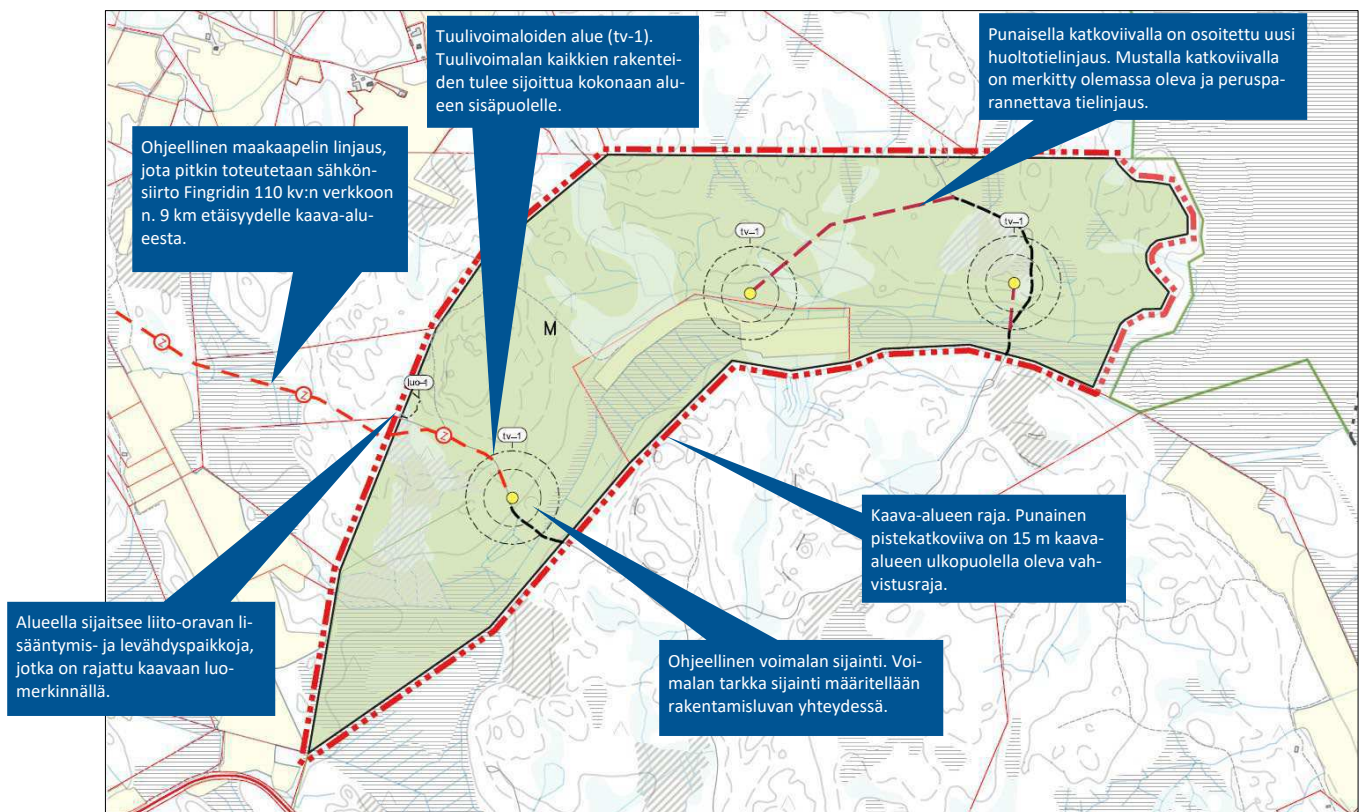 Tuulivoimaloiden alue (tv-1).
Tuulivoimalan kaikkien rakentei-
den tulee sijoittua kokonaan alu-
een sisäpuolelle.
Punaisella katkoviivalla on osoitettu uusi
huoltotielinjaus. Mustalla katkoviivalla
on merkitty olemassa oleva ja peruspa-
rannettava tielinjaus.
Ohjeellinen maakaapelin linjaus,
jota pitkin toteutetaan sähkön-
siirto Fingridin 110 kv:n verkkoon
n. 9 km etäisyydelle kaava-alu-
eesta.
tv-1
tv-1
M
Z
Z
luo-1
Z
tv-1
Kaava-alueen raja. Punainen
pistekatkoviiva on 15 m kaava-
alueen ulkopuolella oleva vah-
vistusraja.
Alueella sijaitsee liito-oravan li-
sääntymis- ja levähdyspaikkoja,
jotka on rajattu kaavaan luo-
merkinnällä.
Ohjeellinen voimalan sijainti. Voi-
malan tarkka sijainti määritellään
rakentamisluvan yhteydessä.